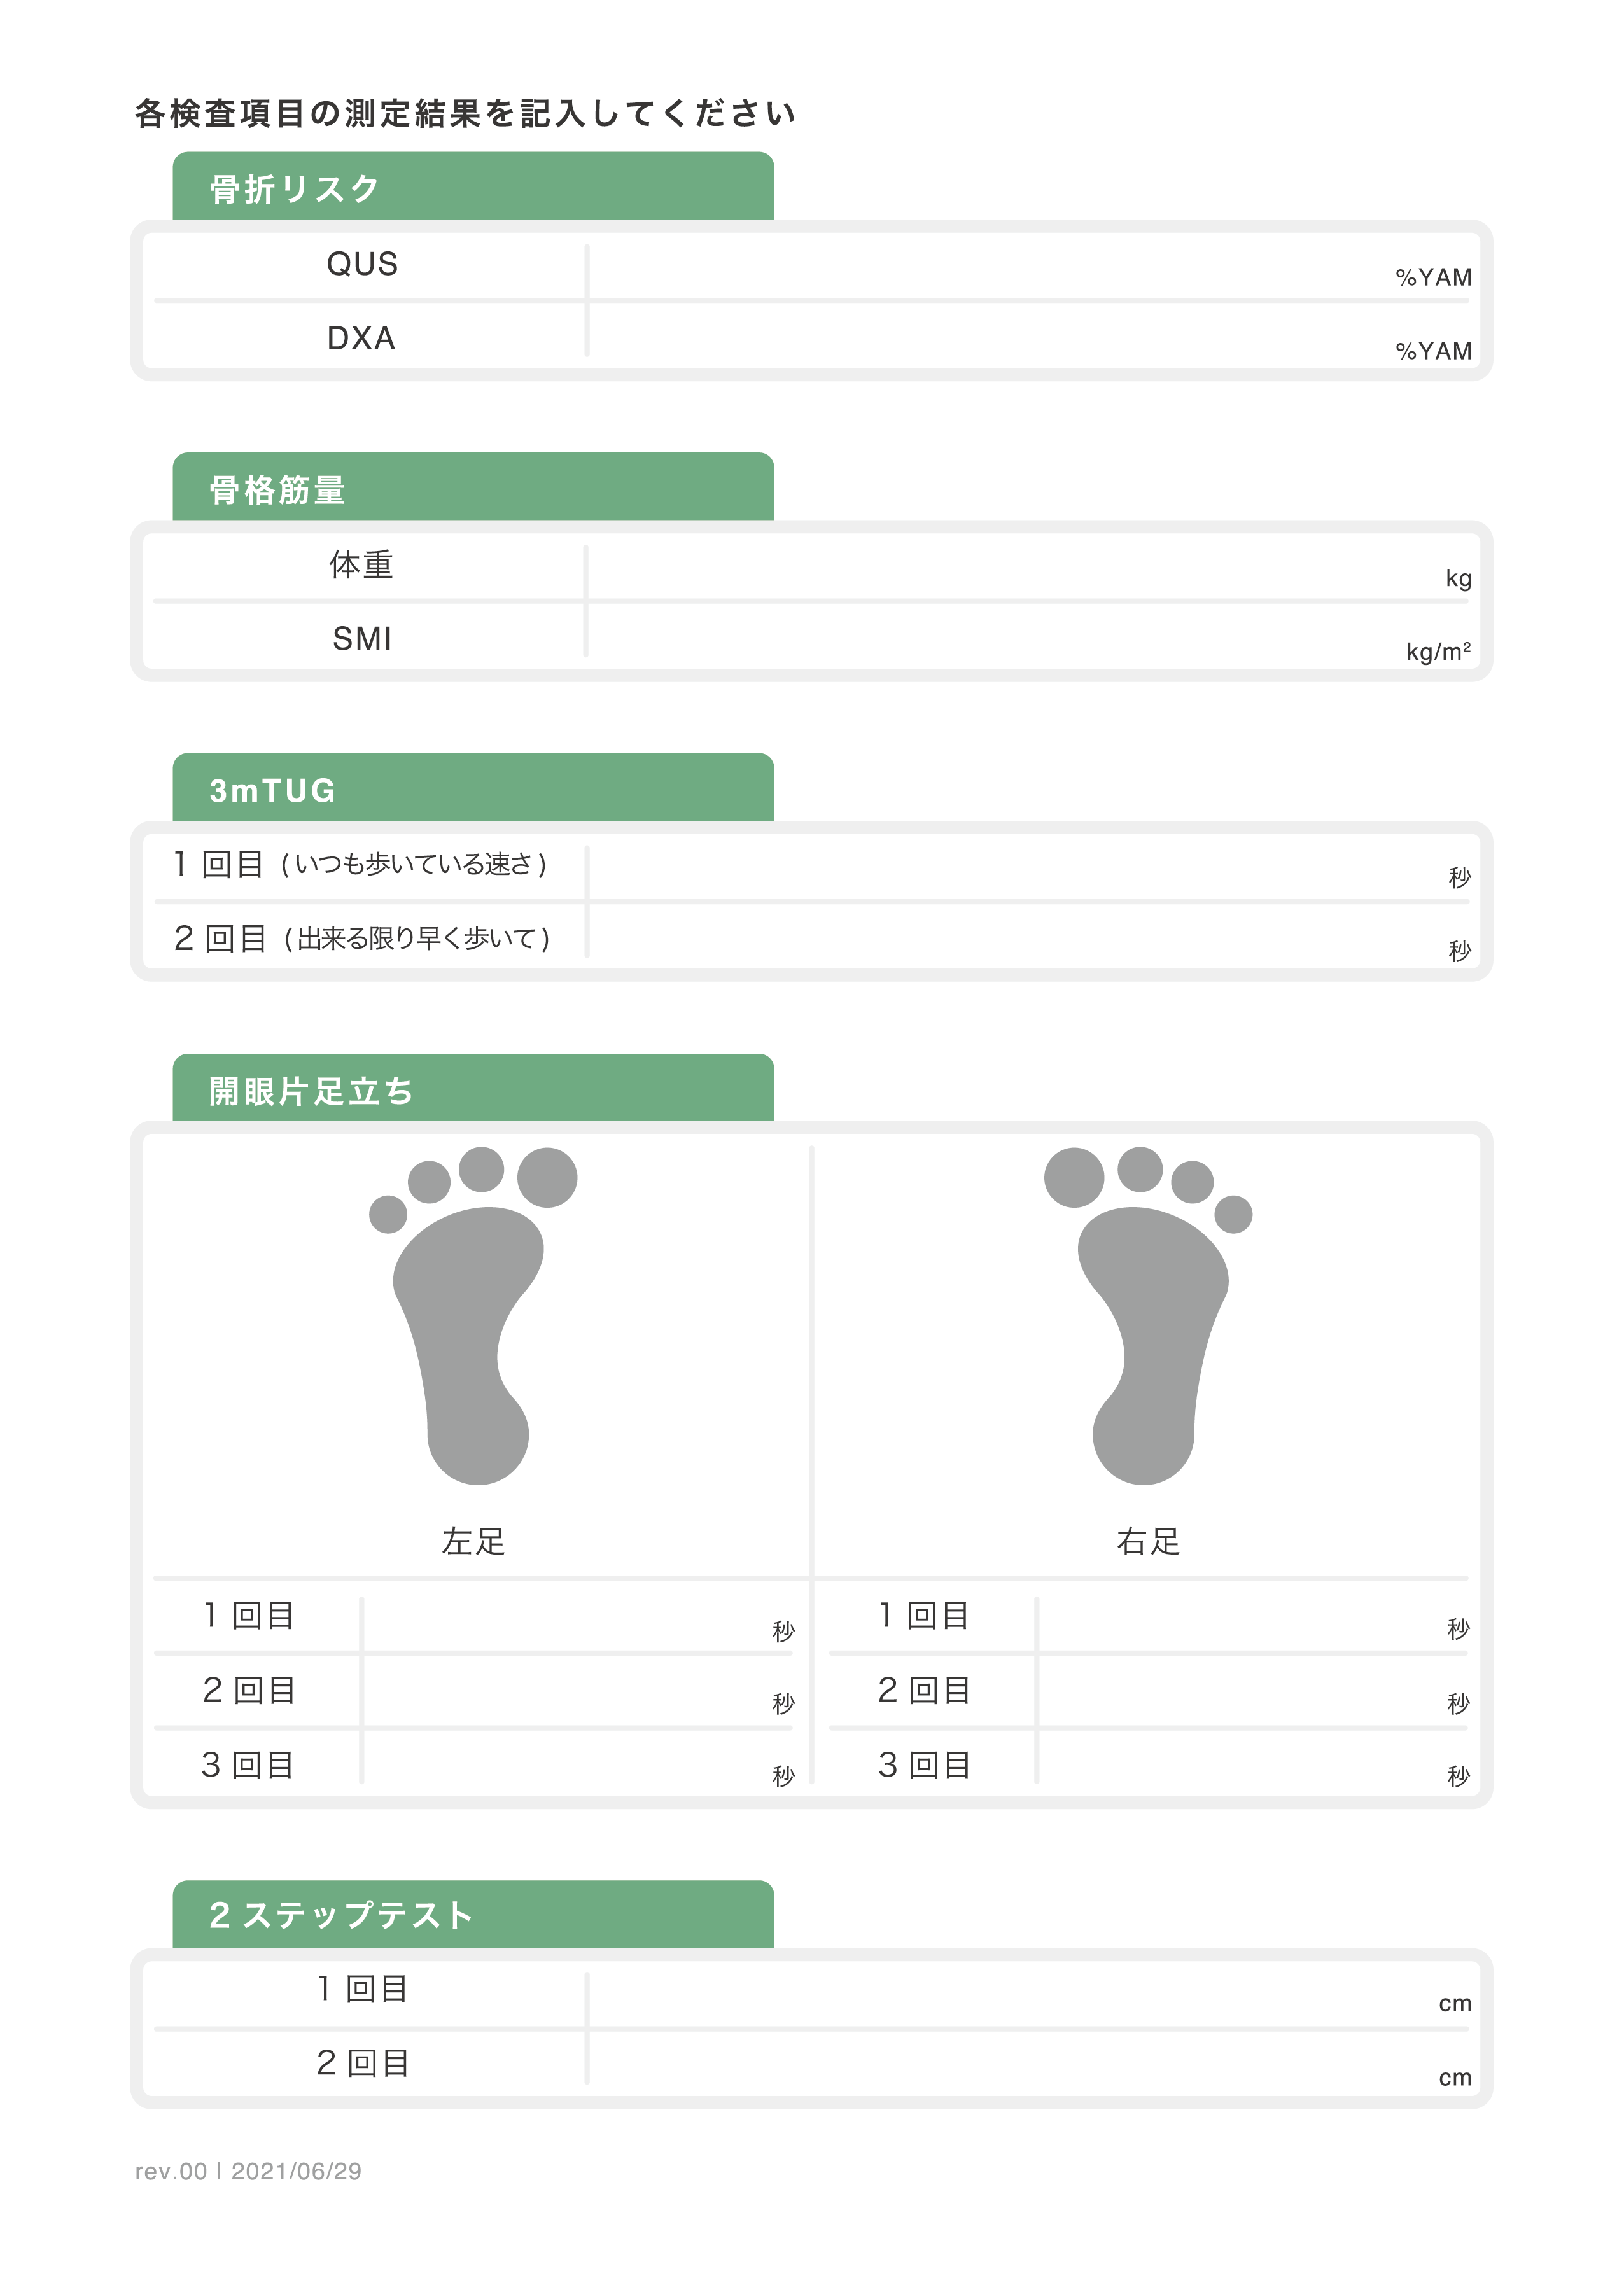 各検査項目の測定結果を記入してください
骨折リスク
QUS %YAM
DXA %YAM
骨格筋量
体重 kg
SMI kg/m²
3mTUG
1 回目 (いつも歩いている速さ) 秒
2 回目 (出来る限り早く歩いて) 秒
開眼片足立ち
左足 右足
1 回目 秒 1 回目 秒
2 回目 秒 2 回目 秒
3 回目 秒 3 回目 秒
2 ステップテスト
1 回目 cm
2 回目 cm
rev.00 | 2021/06/29